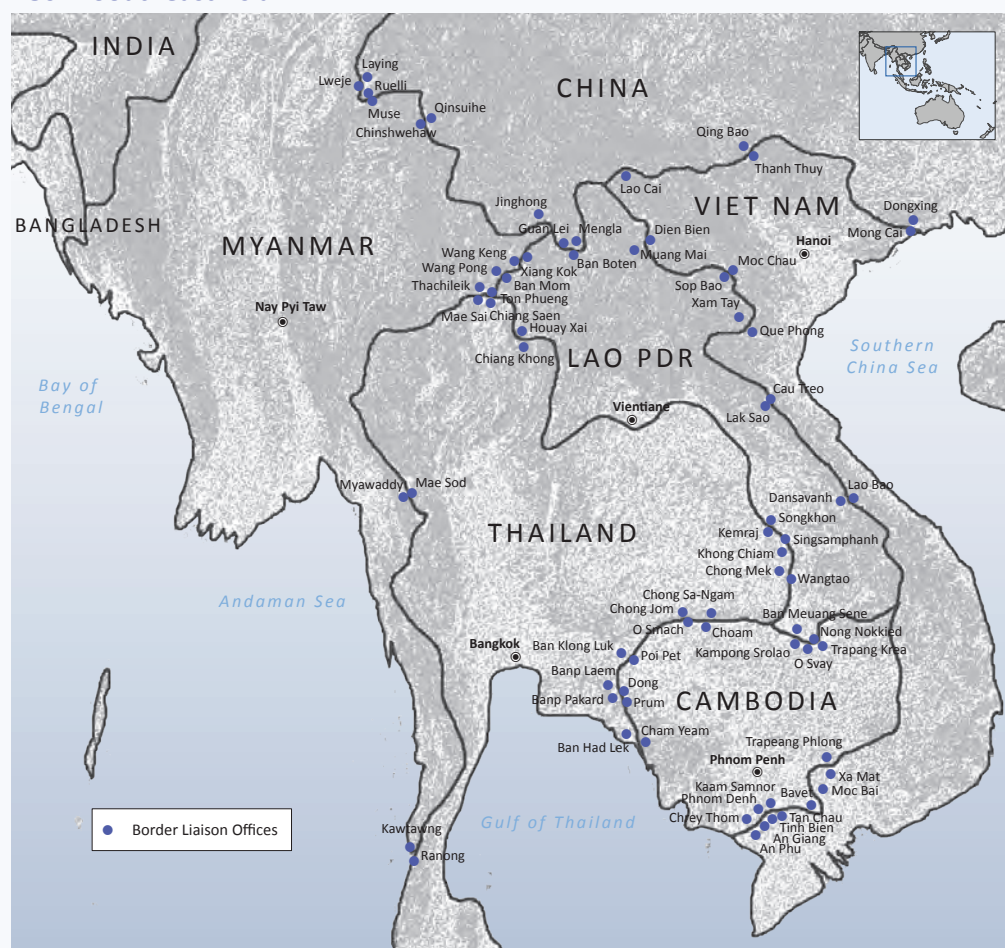 INDIA
Laying
Lweje
Ruelli
Muse
Qinsuihe
Chinshwehaw
CHINA
Qing Bao
Thanh Thuy
Lao Cai
VIET NAM
Dongxing
Mong Cai
Hanoi
BANGLADESH
MYANMAR
Jinghong
Guan Lei
Mengla
Dien Bien
Ban Boten
Muang Mai
Moc Chau
Sop Bao
Wang Keng
Xiang Kok
Wang Pong
Ban Mom
Thachileik
Ton Phueng
Mae Sai
Chiang Saen
Houay Xai
Chiang Khong
Xam Tay
Que Phong
Nay Pyi Taw
LAO PDR
Southern
China Sea
Bay of
Bengal
Cau Treo
Lak Sao
Vientiane
Myawaddy
Mae Sod
Lao Bao
Dansavanh
THAILAND
Songkhon
Kemraj
Singsamphanh
Khong Chiam
Chong Mek
Wangtao
Andaman Sea
Chong Sa-Ngam
Chong Jom
O Smach
Choam
Ban Meuang Sene
Nong Nokkied
Kampong Srolao
Trapang Krea
O Svay
Bangkok
Ban Klong Luk
Poi Pet
Banp Laem
Dong
Banp Pakard
Prum
CAMBODIA
Cham Yeam
Ban Had Lek
Trapeang Phlong
Phnom Penh
Xa Mat
Moc Bai
Kaam Samnor
Bavet
Phnom Denh
Chrey Thom
Tan Chau
Tinh Bien
An Giang
An Phu
Gulf of Thailand
Border Liaison Offices
Kawtawng
Ranong